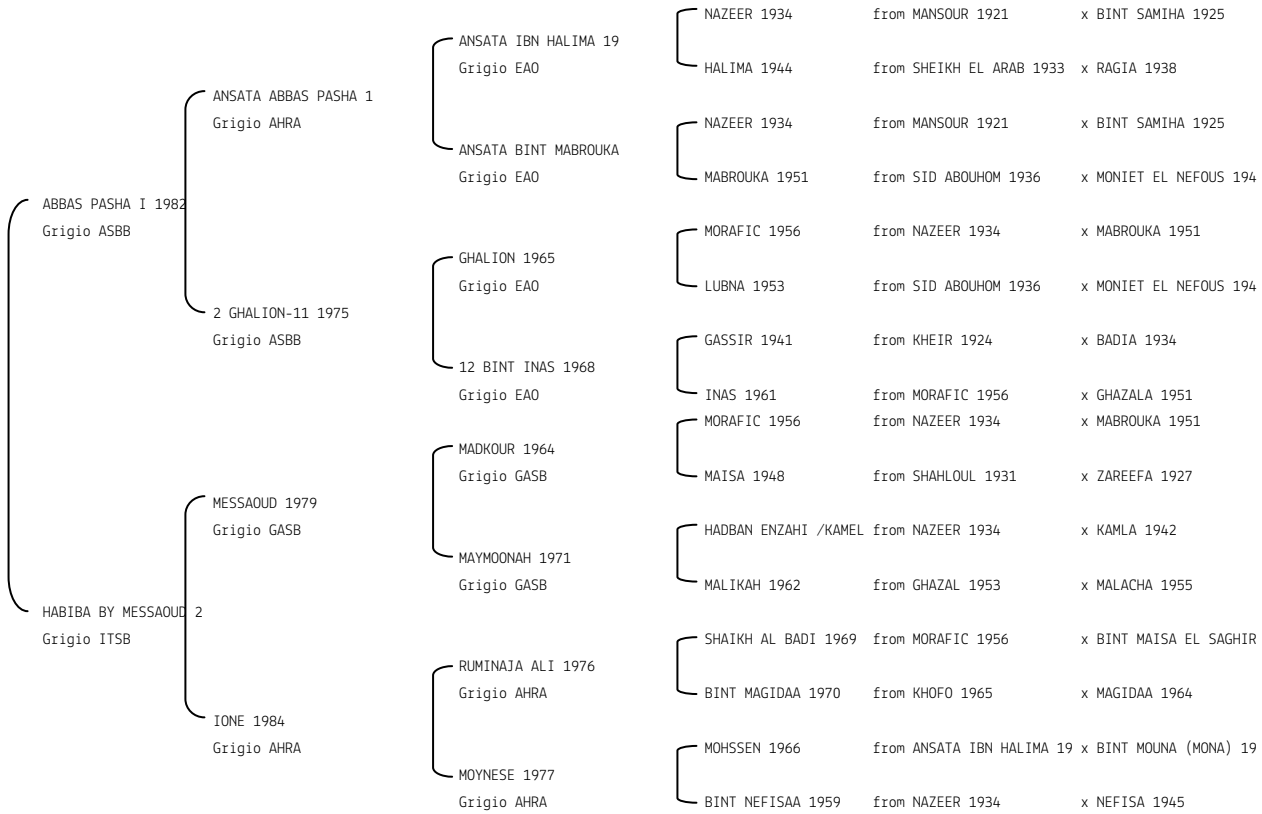 NAZEER 1934 from MANSOUR 1921 x BINT SAMIHA 1925
ANSATA IBN HALIMA 19
Grigio EAO
HALIMA 1944 from SHEIKH EL ARAB 1933 x RAGIA 1938
ANSATA ABBAS PASHA 1
Grigio AHRA
NAZEER 1934 from MANSOUR 1921 x BINT SAMIHA 1925
ANSATA BINT MABROUKA
Grigio EAO
MABROUKA 1951 from SID ABOUHOM 1936 x MONIET EL NEFOUS 194
ABBAS PASHA I 1982
Grigio ASBB
MORAFIC 1956 from NAZEER 1934 x MABROUKA 1951
GHALION 1965
Grigio EAO
LUBNA 1953 from SID ABOUHOM 1936 x MONIET EL NEFOUS 194
2 GHALION-11 1975
Grigio ASBB
GASSIR 1941 from KHEIR 1924 x BADIA 1934
12 BINT INAS 1968
Grigio EAO
INAS 1961 from MORAFIC 1956 x GHAZALA 1951
MORAFIC 1956 from NAZEER 1934 x MABROUKA 1951
MADKOUR 1964
Grigio GASB
MAISA 1948 from SHAHLOUL 1931 x ZAREEFA 1927
MESSAOUD 1979
Grigio GASB
HADBAN ENZAHI /KAMEL from NAZEER 1934 x KAMLA 1942
MAYMOONAH 1971
Grigio GASB
MALIKAH 1962 from GHAZAL 1953 x MALACHA 1955
HABIBA BY MESSAOUD 2
Grigio ITSB
SHAIKH AL BADI 1969 from MORAFIC 1956 x BINT MAISA EL SAGHIR
RUMINAJA ALI 1976
Grigio AHRA
BINT MAGIDAA 1970 from KHOFO 1965 x MAGIDAA 1964
IONE 1984
Grigio AHRA
MOHSSEN 1966 from ANSATA IBN HALIMA 19 x BINT MOUNA (MONA) 19
MOYNESE 1977
Grigio AHRA
BINT NEFISAA 1959 from NAZEER 1934 x NEFISA 1945